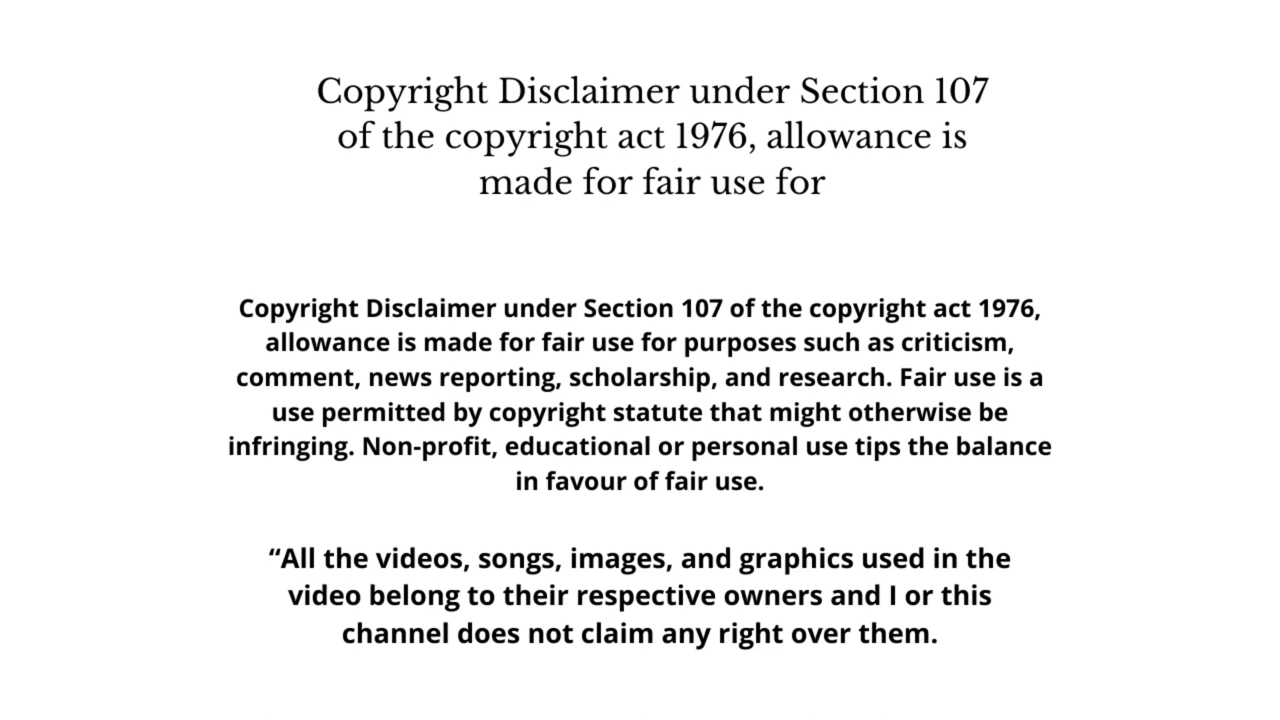 Copyright Disclaimer under Section 107
of the copyright act 1976, allowance is
made for fair use for
Copyright Disclaimer under Section 107 of the copyright act 1976,
allowance is made for fair use for purposes such as criticism,
comment, news reporting, scholarship, and research. Fair use is a
use permitted by copyright statute that might otherwise be
infringing. Non-profit, educational or personal use tips the balance
in favour of fair use.
“All the videos, songs, images, and graphics used in the
video belong to their respective owners and I or this
channel does not claim any right over them.